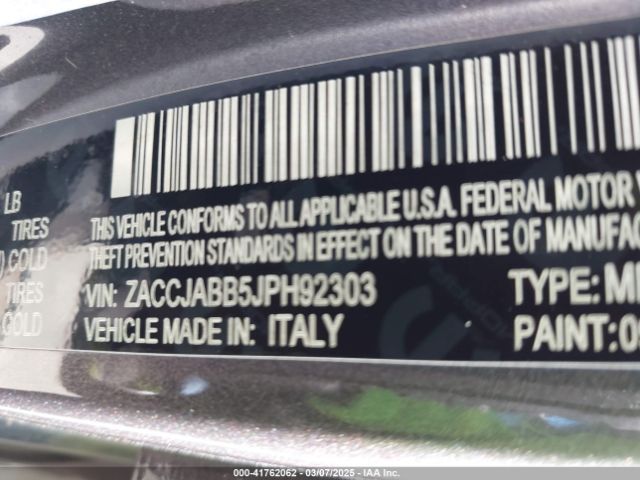 LB
TIRES
COLD
TIRES
COLD
THIS VEHICLE CONFORMS TO ALL APPLICABLE U.S.A. FEDERAL MOTOR
THEFT PREVENTION STANDARDS IN EFFECT ON THE DATE OF MANUFAC
VIN: ZACCJABB5JPH92303 TYPE:
VEHICLE MADE IN: ITALY PAINT:
000-41762062 - 03/07/2025 - IAA Inc.